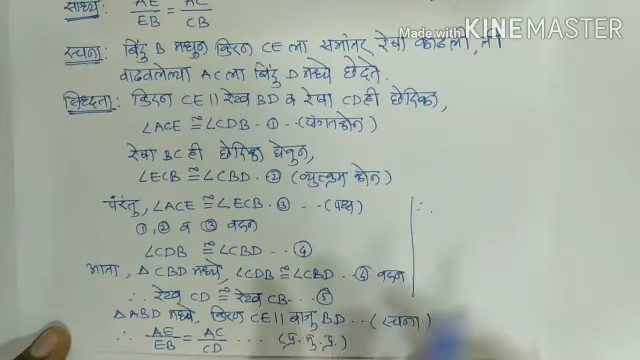 साध्य: AE/EB = AC/CB
Made with KINEMASTER
रचना: बिंदू B मधून किरण CE ला समांतर रेषा काढली, ती
वाढवलेल्या AC ला बिंदू D मध्ये छेदते.
सिध्दता: किरण CE || रेख BD व रेषा CD ही छेदिका,
∠ACE ≅ ∠CDB - ① ... (संगतकोन)
रेषा BC ही छेदिका घेवून,
∠ECB ≅ ∠CBD - ② (व्युत्क्रम कोन)
परंतु, ∠ACE ≅ ∠ECB - ③ ... (पक्ष)
①, ② व ③ वरून
∠CDB ≅ ∠CBD ... ④
आता, △CBD मध्ये, ∠CDB ≅ ∠CBD .. ④ वरून
∴ रेख CD ≅ रेख CB ... ⑤
△ABD मध्ये, किरण CE || बाजू BD ... (रचना)
∴ AE/EB = AC/CD .... (प्र. मु. प्र.)
∴